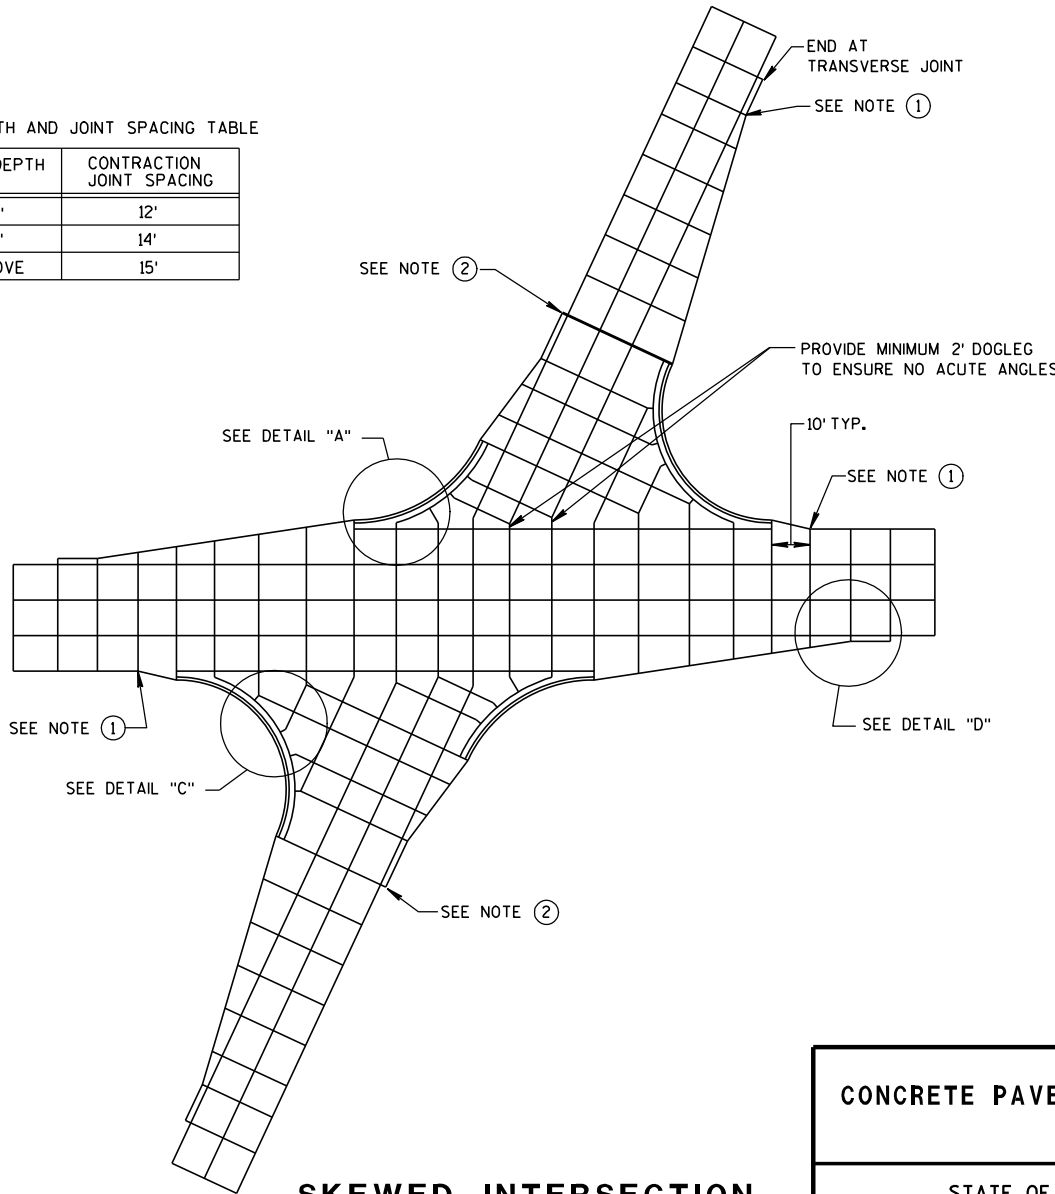 END AT
TRANSVERSE JOINT
SEE NOTE 1
TH AND JOINT SPACING TABLE
DEPTH
CONTRACTION
JOINT SPACING
"
12'
"
14'
OVE
15'
SEE NOTE 2
PROVIDE MINIMUM 2' DOGLEG
TO ENSURE NO ACUTE ANGLES
10' TYP.
SEE DETAIL "A"
SEE NOTE 1
SEE NOTE 1
SEE DETAIL "D"
SEE DETAIL "C"
SEE NOTE 2
CONCRETE PAVE
SKEWED INTERSECTION
STATE OF